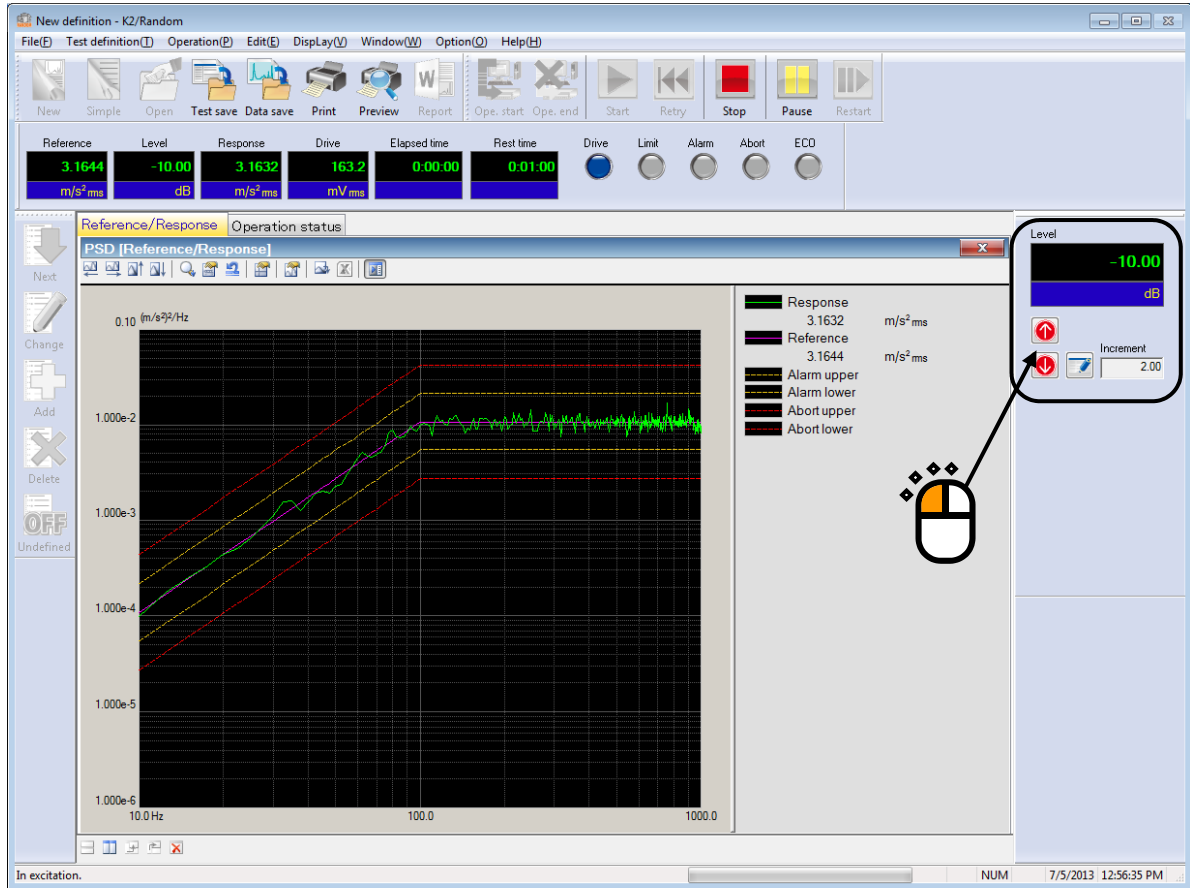 New definition - K2/Random
File(F) Test definition(T) Operation(P) Edit(E) DispLay(V) Window(W) Option(O) Help(H)
New Simple Open Test save Data save Print Preview Report Ope. start Ope. end Start Retry Stop Pause Restart
Reference Level Response Drive Elapsed time Rest time Drive Limit Alarm Abort ECO
3.1644 -10.00 3.1632 163.2 0:00:00 0:01:00
m/s² rms dB m/s² rms mV rms
Reference/Response Operation status
PSD [Reference/Response]
Next
Change
Add
Delete
OFF
Undefined
0.10 (m/s²)²/Hz
1.000e-2
1.000e-3
1.000e-4
1.000e-5
1.000e-6
10.0 Hz 100.0 1000.0
Response
3.1632 m/s² rms
Reference
3.1644 m/s² rms
Alarm upper
Alarm lower
Abort upper
Abort lower
Level
-10.00
dB
Increment
2.00
In excitation. NUM 7/5/2013 12:56:35 PM